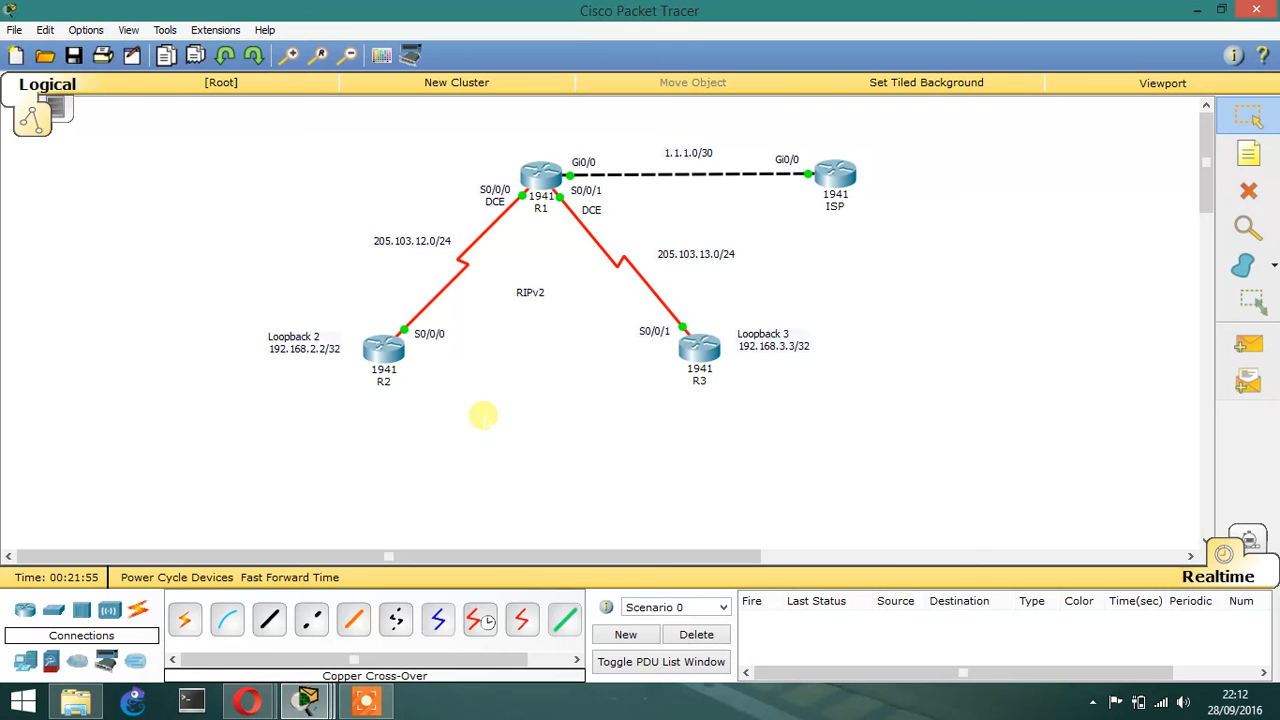 Cisco Packet Tracer
File Edit Options View Tools Extensions Help
Logical [Root] New Cluster Move Object Set Tiled Background Viewport
Gi0/0 1.1.1.0/30 Gi0/0
S0/0/0 DCE
1941 R1
S0/0/1 DCE
1941 ISP
205.103.12.0/24
205.103.13.0/24
RIPv2
Loopback 2
192.168.2.2/32
S0/0/0
1941
R2
S0/0/1
Loopback 3
192.168.3.3/32
1941
R3
Time: 00:21:55 Power Cycle Devices Fast Forward Time Realtime
Connections
Copper Cross-Over
Scenario 0
New Delete
Toggle PDU List Window
Fire Last Status Source Destination Type Color Time(sec) Periodic Num
22:12
28/09/2016